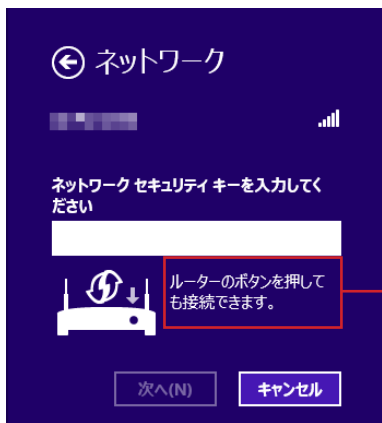 ネットワーク
ネットワーク セキュリティ キーを入力してく
ださい
ルーターのボタンを押して
も接続できます。
次へ(N)
キャンセル